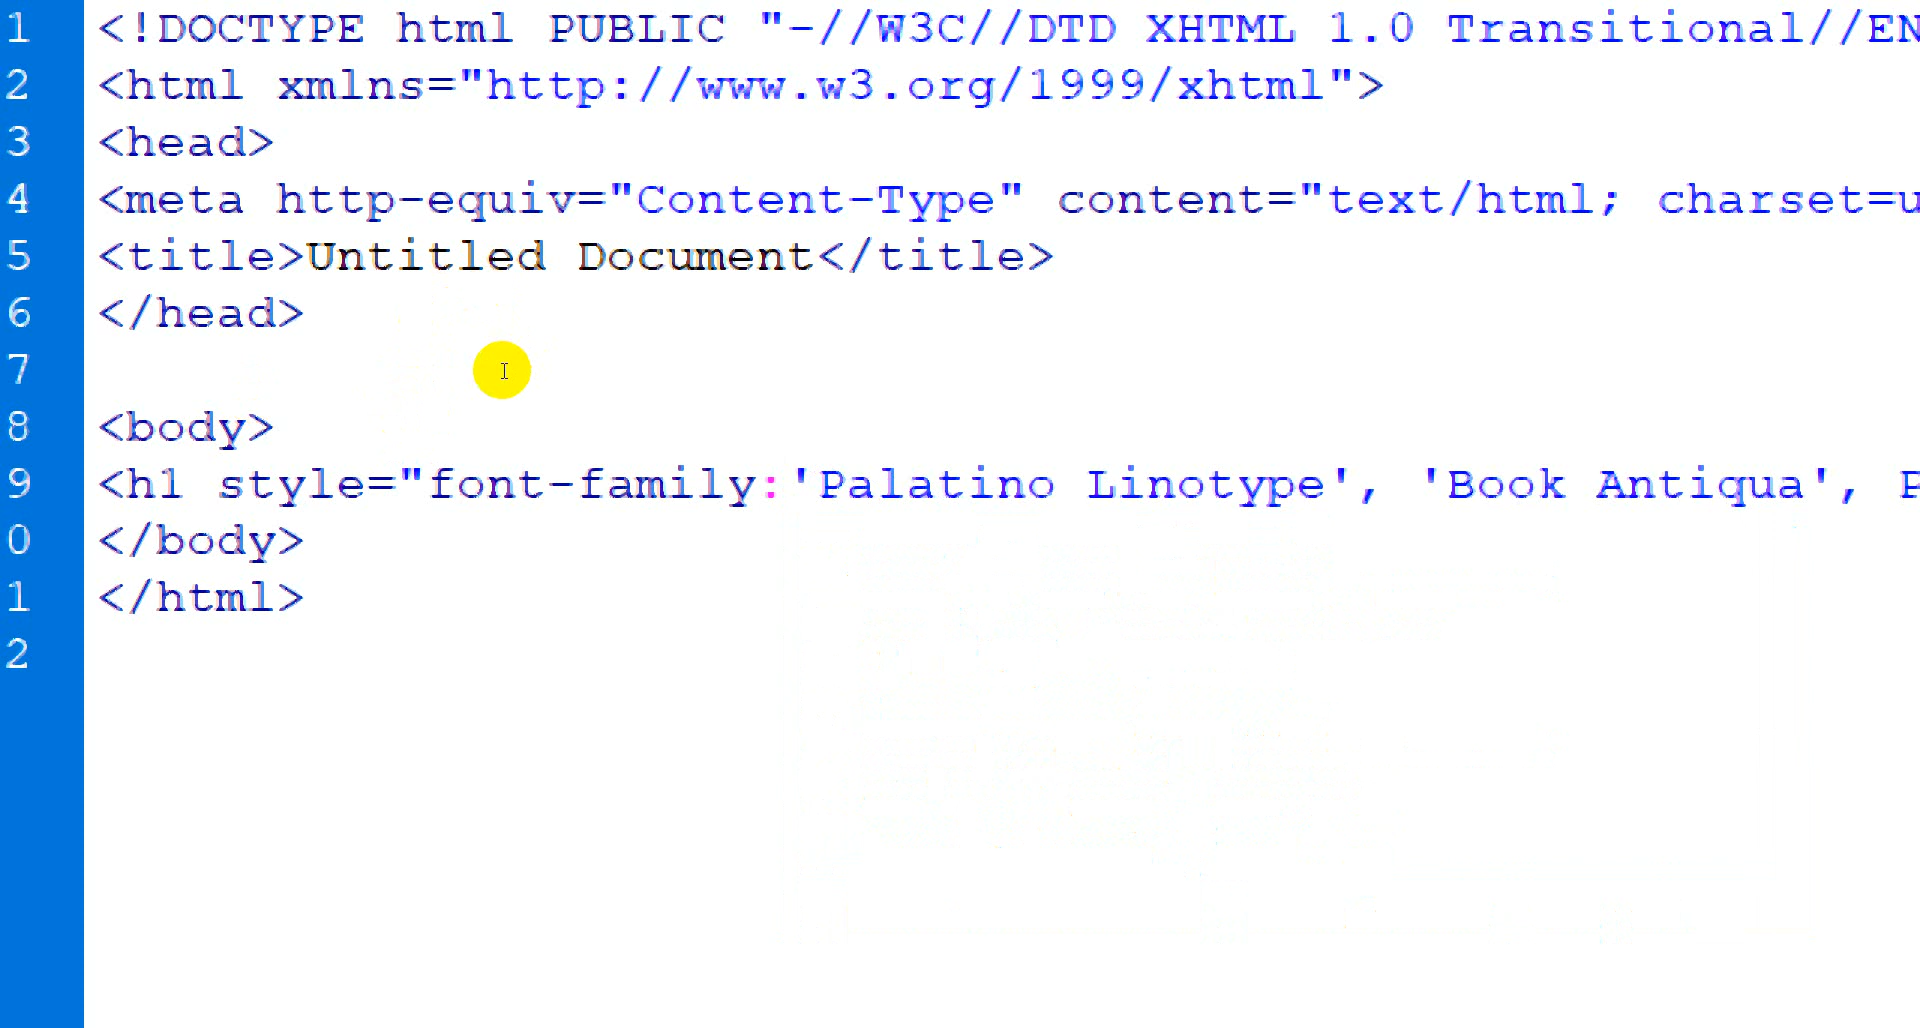 1 <!DOCTYPE html PUBLIC "-//W3C//DTD XHTML 1.0 Transitional//EN
2 <html xmlns="http://www.w3.org/1999/xhtml">
3 <head>
4 <meta http-equiv="Content-Type" content="text/html; charset=u
5 <title>Untitled Document</title>
6 </head>
7
8 <body>
9 <h1 style="font-family:'Palatino Linotype', 'Book Antiqua', P
0 </body>
1 </html>
2